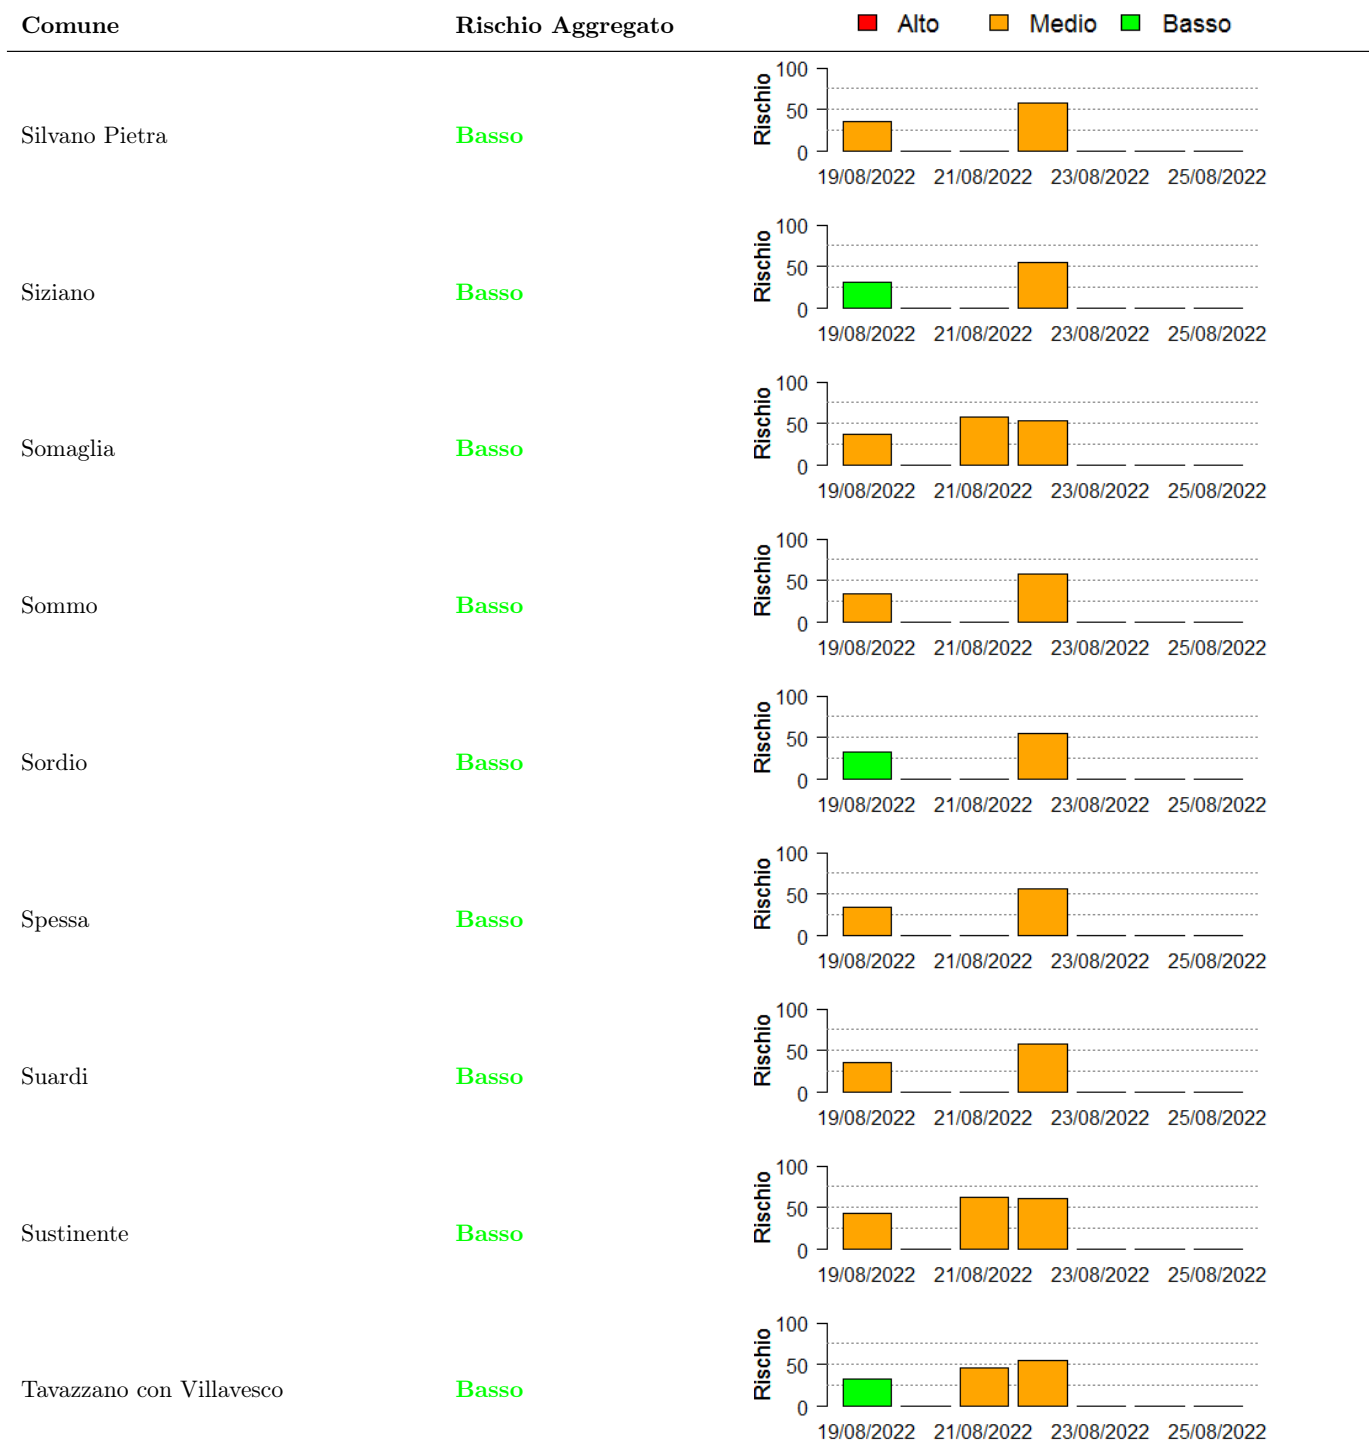 Comune Rischio Aggregato Alto Medio Basso
Silvano Pietra Basso
Rischio
100
50
0
19/08/2022 21/08/2022 23/08/2022 25/08/2022
Siziano Basso
Rischio
100
50
0
19/08/2022 21/08/2022 23/08/2022 25/08/2022
Somaglia Basso
Rischio
100
50
0
19/08/2022 21/08/2022 23/08/2022 25/08/2022
Sommo Basso
Rischio
100
50
0
19/08/2022 21/08/2022 23/08/2022 25/08/2022
Sordio Basso
Rischio
100
50
0
19/08/2022 21/08/2022 23/08/2022 25/08/2022
Spessa Basso
Rischio
100
50
0
19/08/2022 21/08/2022 23/08/2022 25/08/2022
Suardi Basso
Rischio
100
50
0
19/08/2022 21/08/2022 23/08/2022 25/08/2022
Sustinente Basso
Rischio
100
50
0
19/08/2022 21/08/2022 23/08/2022 25/08/2022
Tavazzano con Villavesco Basso
Rischio
100
50
0
19/08/2022 21/08/2022 23/08/2022 25/08/2022